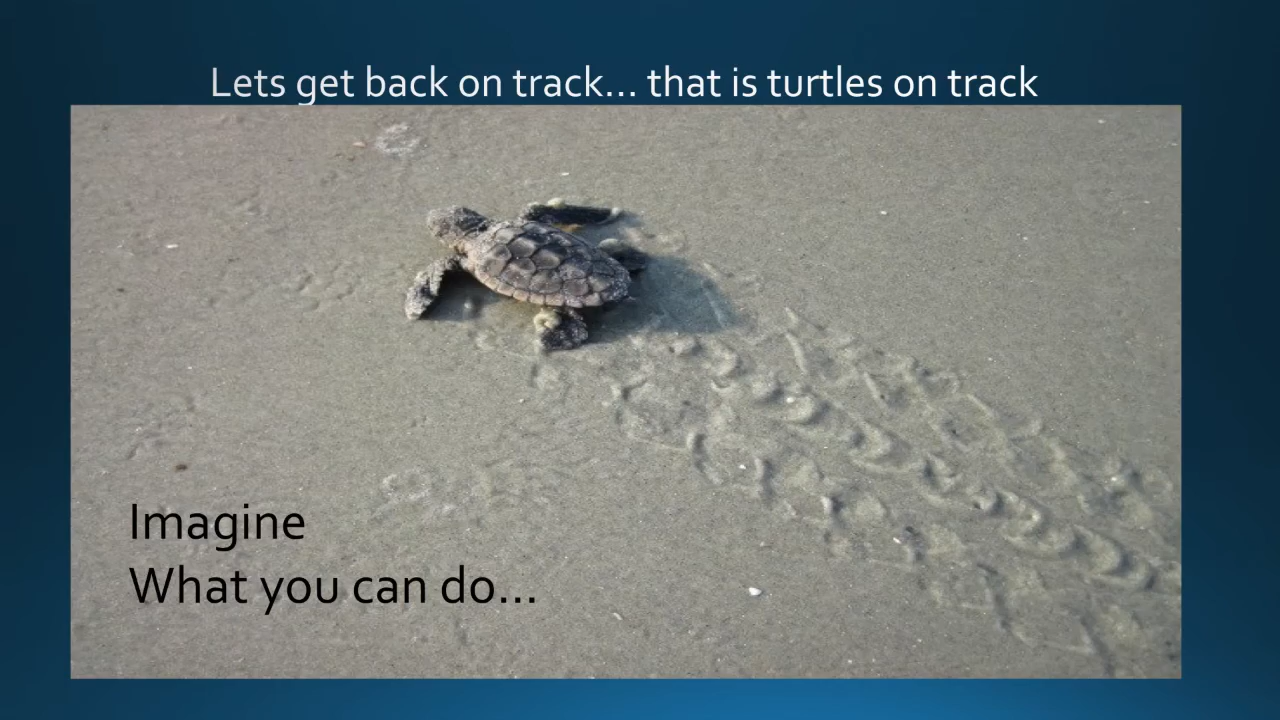 Lets get back on track... that is turtles on track
Imagine
What you can do...